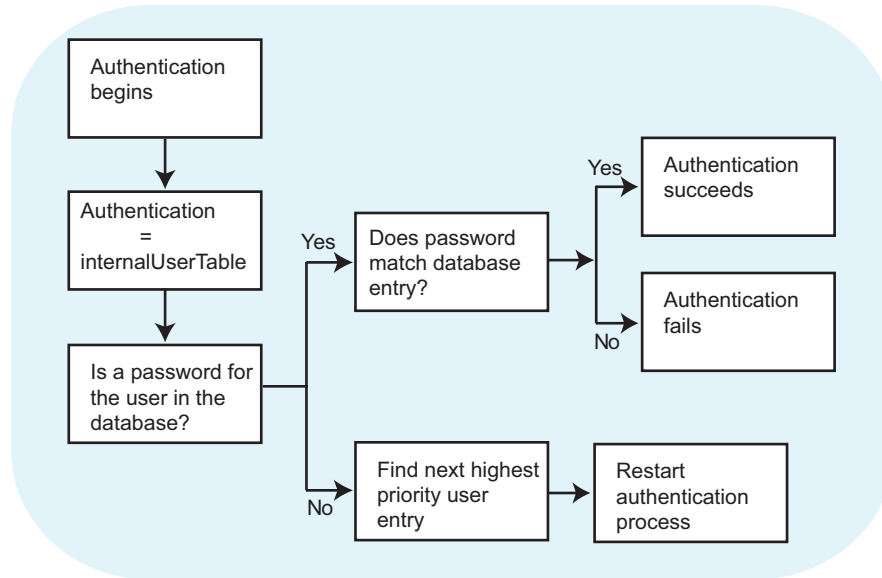 Authentication
begins
Authentication
=
internalUserTable
Is a password for
the user in the
database?
Yes
Does password
match database
entry?
Yes
Authentication
succeeds
No
Authentication
fails
No
Find next highest
priority user
entry
Restart
authentication
process